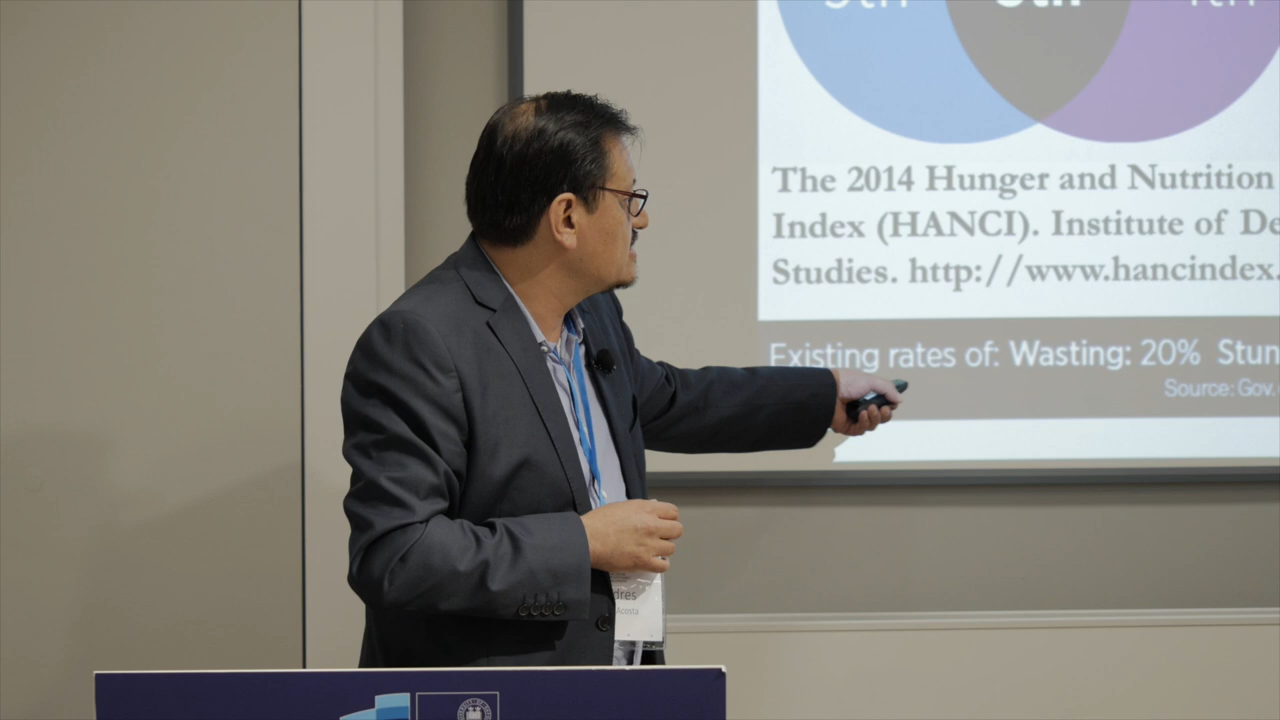 The 2014 Hunger and Nutrition
Index (HANCI). Institute of De
Studies. http://www.hancindex.
Existing rates of: Wasting: 20% Stun
Source: Gov.
dres
Acosta